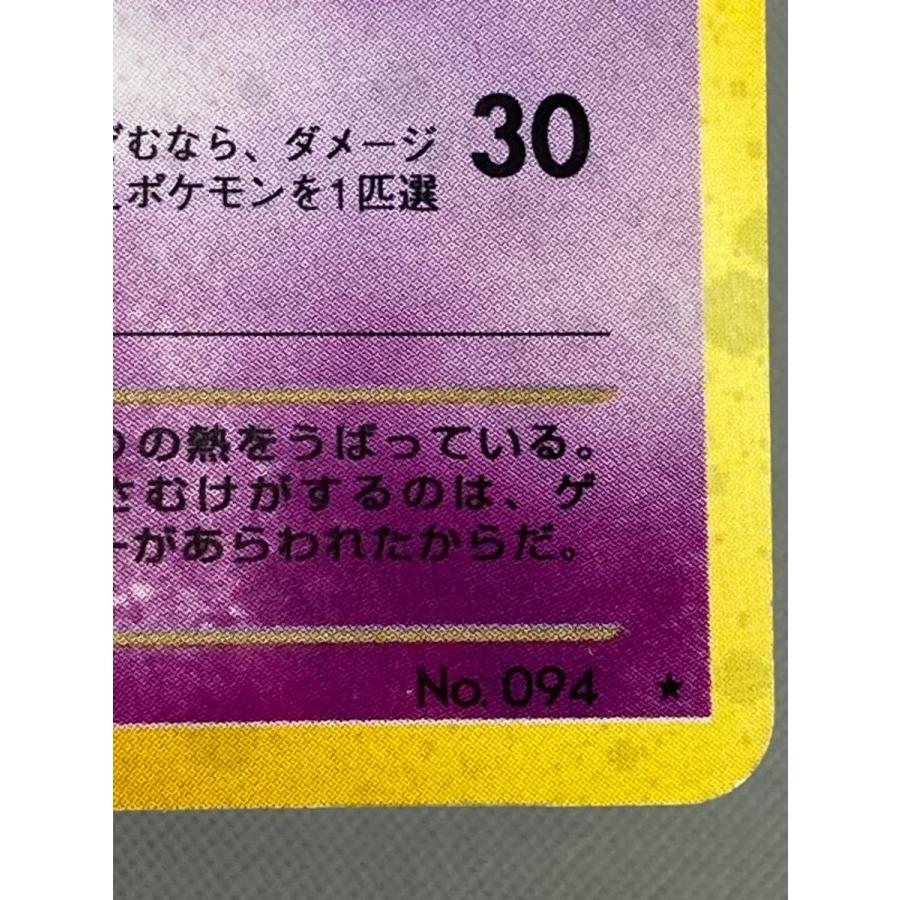 30
むなら、ダメージ
ポケモンを1匹選
の熱をうばっている。
さむけがするのは、ゲ
ーがあらわれたからだ。
No. 094 ★